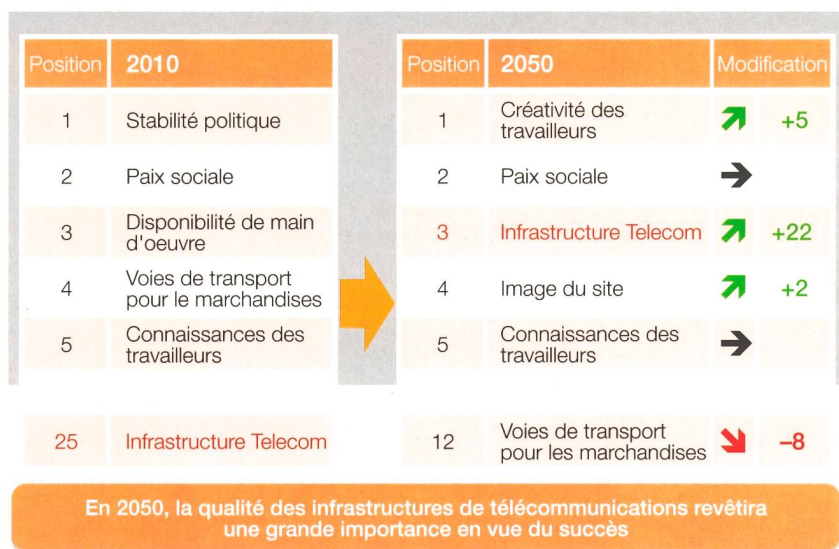 Position 2010
1 Stabilité politique
2 Paix sociale
3 Disponibilité de main
d'oeuvre
4 Voies de transport
pour le marchandises
5 Connaissances des
travailleurs
25 Infrastructure Telecom
Position 2050 Modification
1 Créativité des
travailleurs +5
2 Paix sociale
3 Infrastructure Telecom +22
4 Image du site +2
5 Connaissances des
travailleurs
12 Voies de transport
pour les marchandises –8
En 2050, la qualité des infrastructures de télécommunications revêtira
une grande importance en vue du succès